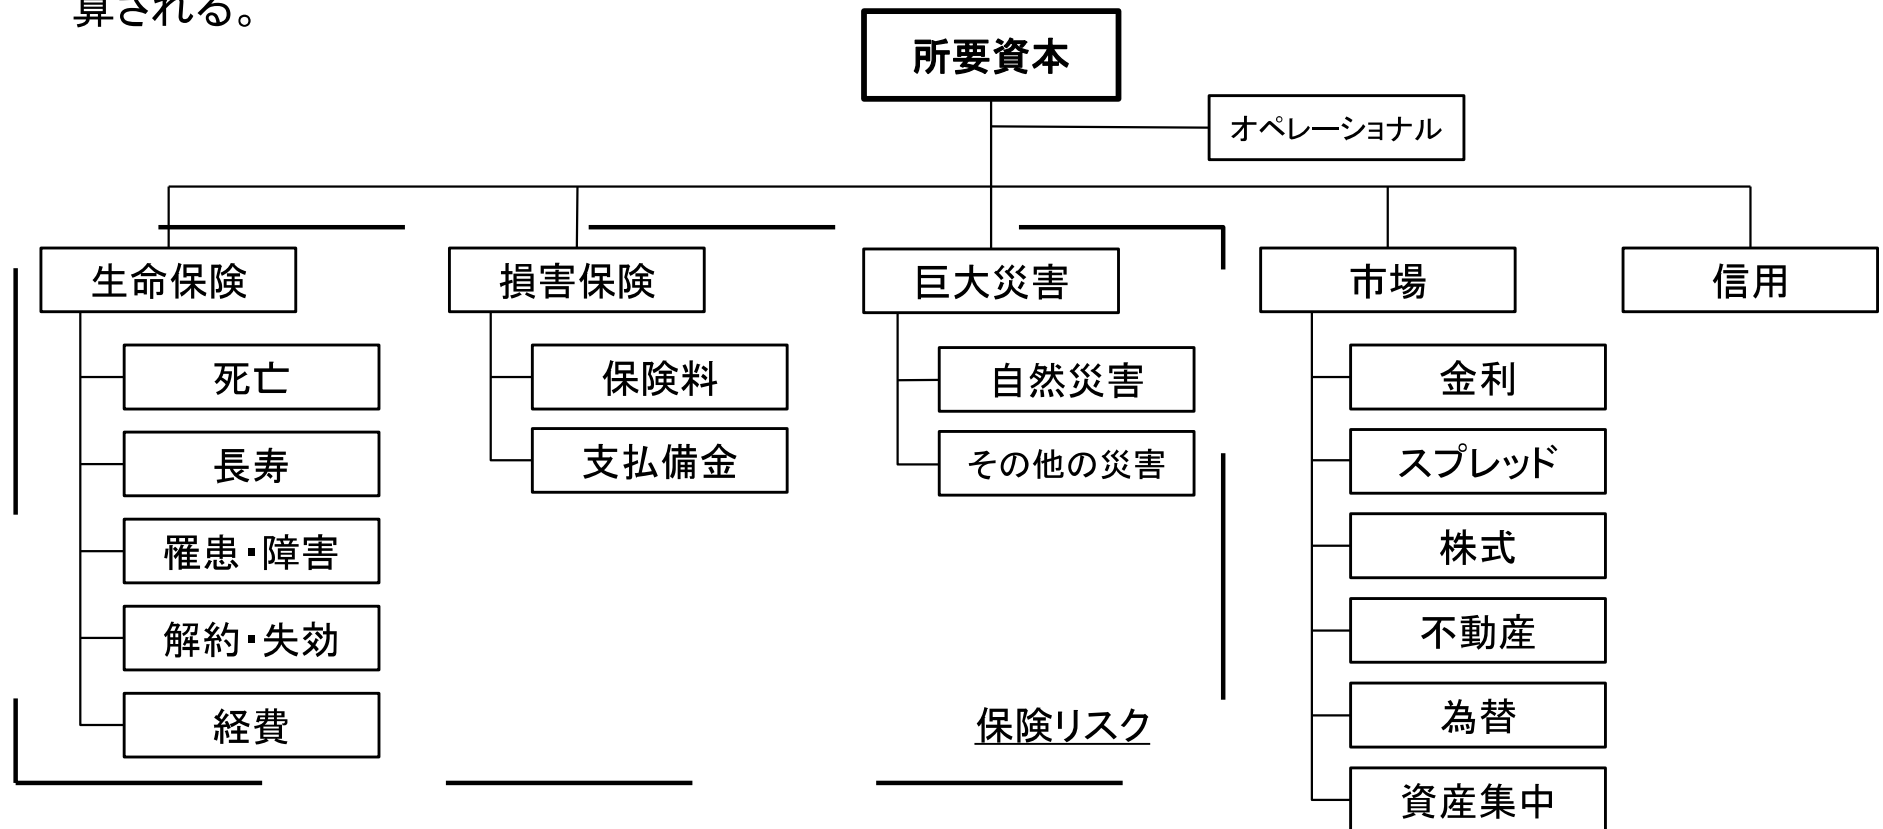 算される。
所要資本
オペレーショナル
生命保険
損害保険
巨大災害
市場
信用
死亡
長寿
罹患・障害
解約・失効
経費
保険料
支払備金
自然災害
その他の災害
金利
スプレッド
株式
不動産
為替
資産集中
保険リスク